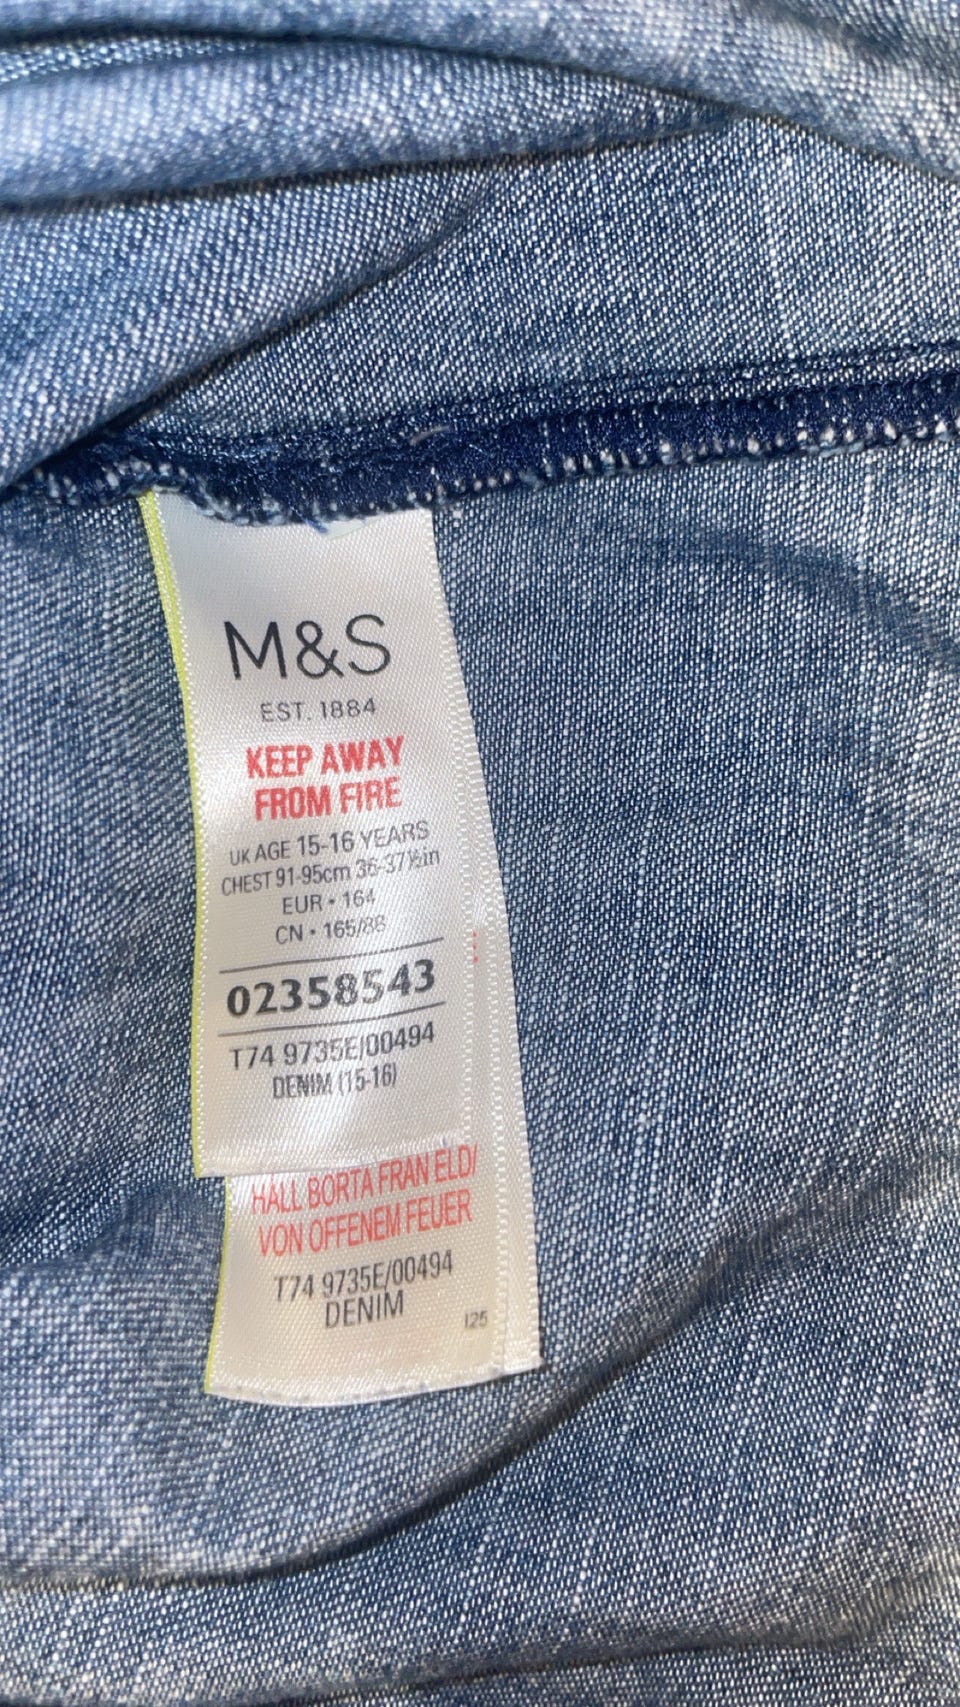 M&S
EST. 1884
KEEP AWAY
FROM FIRE
UK AGE 15-16 YEARS
CHEST 91-95cm 36-37½in
EUR • 164
CN • 165/88
02358543
T74 9735E/00494
DENIM (15-16)
HÅLL BORTA FRÅN ELD/
VON OFFENEM FEUER
T74 9735E/00494
DENIM
125